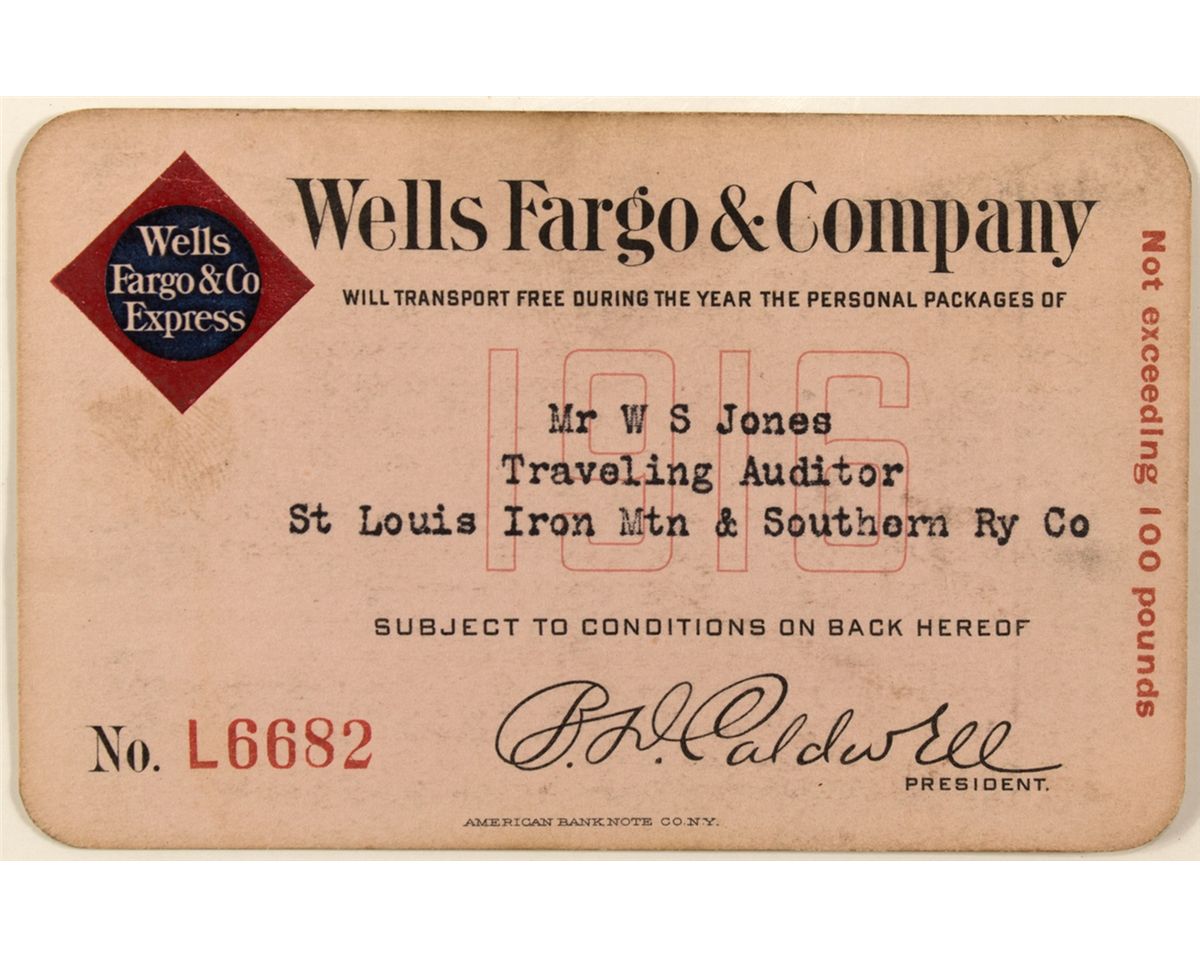 Wells
Fargo & Co
Express
Wells Fargo & Company
WILL TRANSPORT FREE DURING THE YEAR THE PERSONAL PACKAGES OF
1916
Mr W S Jones
Traveling Auditor
St Louis Iron Mtn & Southern Ry Co
SUBJECT TO CONDITIONS ON BACK HEREOF
No. L6682
B.D. Caldwell
PRESIDENT.
AMERICAN BANK NOTE CO. N.Y.
Not exceeding 100 pounds